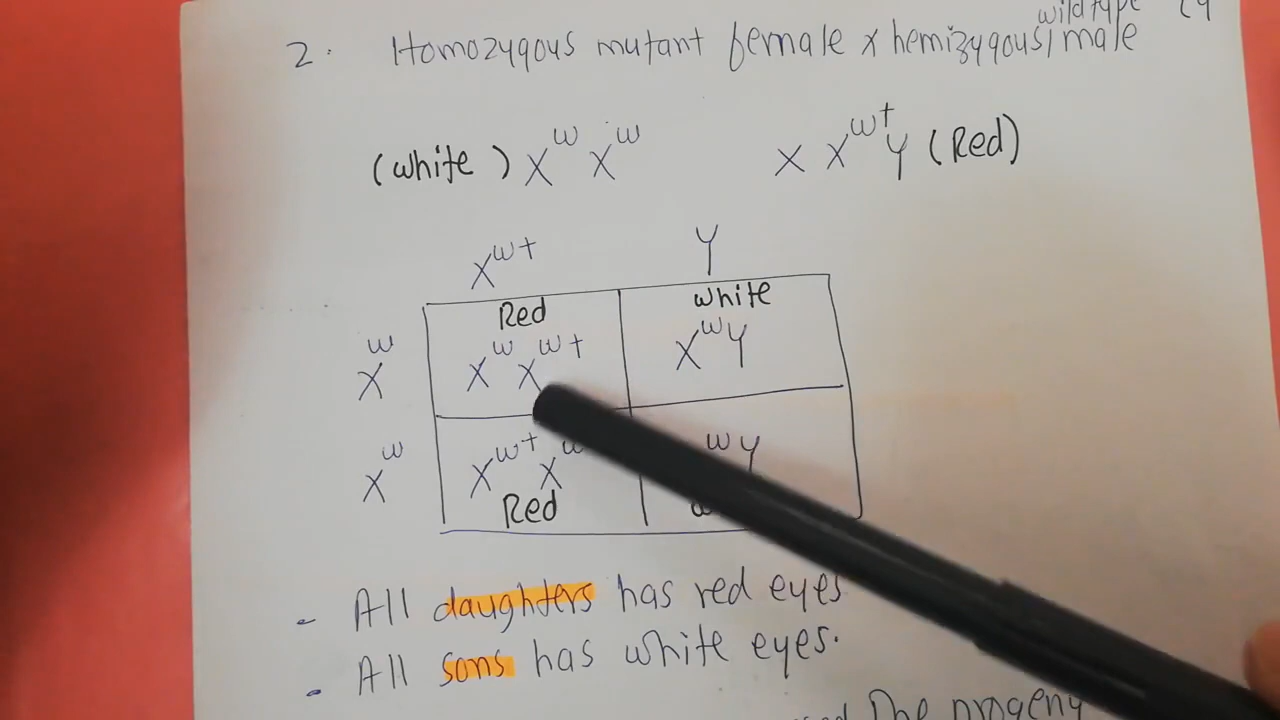 wild type
2. Homozygous mutant female x hemizygous, male
(white) X^w X^w x X^w+ Y (Red)
X^w+ Y
Red white
X^w X^w X^w+ X^w Y
X^w X^w+ X^w w Y
Red
- All daughters has red eyes
- All sons has white eyes.
The progeny